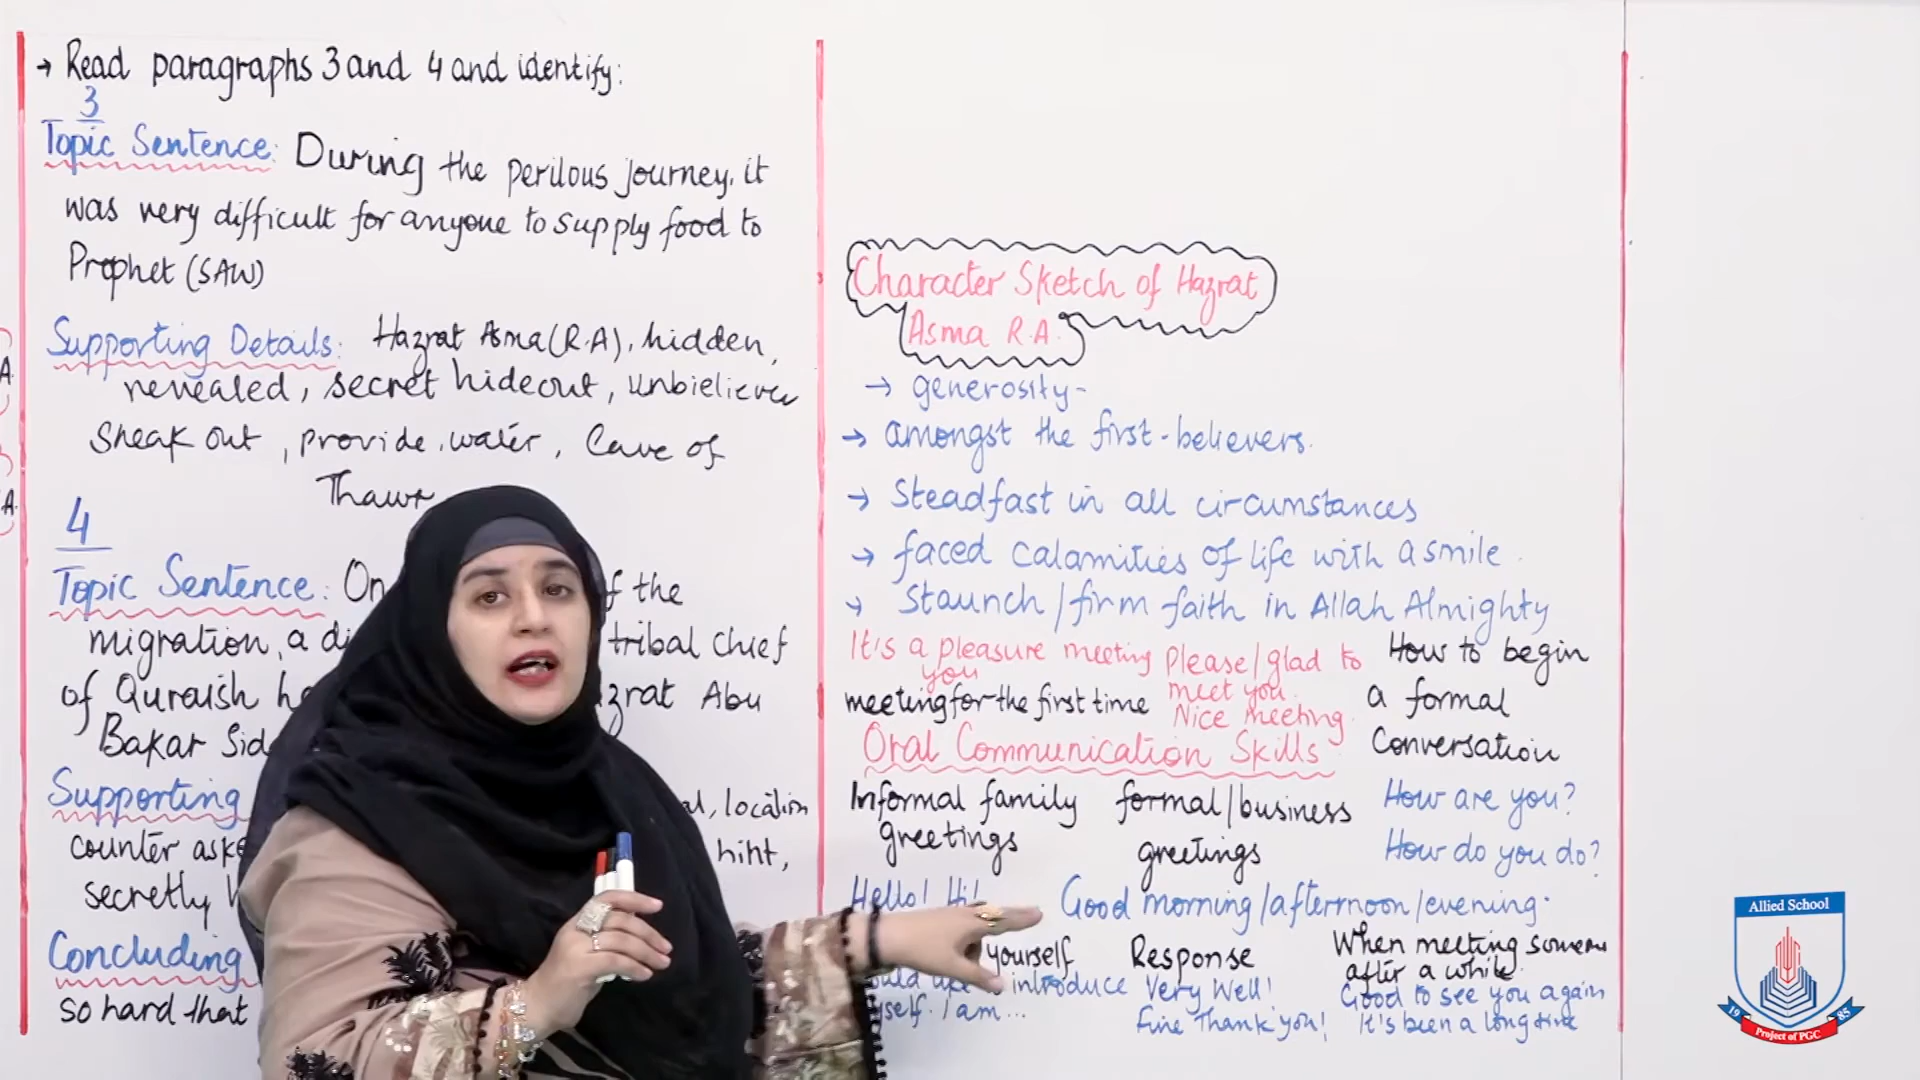 → Read paragraphs 3 and 4 and identify:
3
Topic Sentence: During the perilous journey, it
was very difficult for anyone to supply food to
Prophet (SAW)
Supporting Details: Hazrat Asma (R.A), hidden,
revealed, secret hideout, unbieliever
sneak out, provide, water, Cave of
Thawr
4
Topic Sentence: On of the
migration, a tribal chief
of Quraish Abu
Bakar
Supporting location
counter hint,
secretly
Concluding
so hard that
Character Sketch of Hazrat
Asma R.A.
→ generosity-
→ amongst the first-believers.
→ Steadfast in all circumstances
→ faced calamities of life with a smile.
→ Staunch/firm faith in Allah Almighty
It's a pleasure meeting
you
Please/glad to
meet you.
Nice meeting
How to begin
a formal
Conversation
meeting for the first time
Oral Communication Skills
Informal family
greetings
formal/business
greetings
How are you?
How do you do?
Hello! Hi!
Good morning/afternoon/evening.
yourself
introduce
I am...
Response
Very Well!
Fine Thank you!
When meeting someone
after a while.
Good to see you again
It's been a long time
Allied School
19 85
Project of PGC